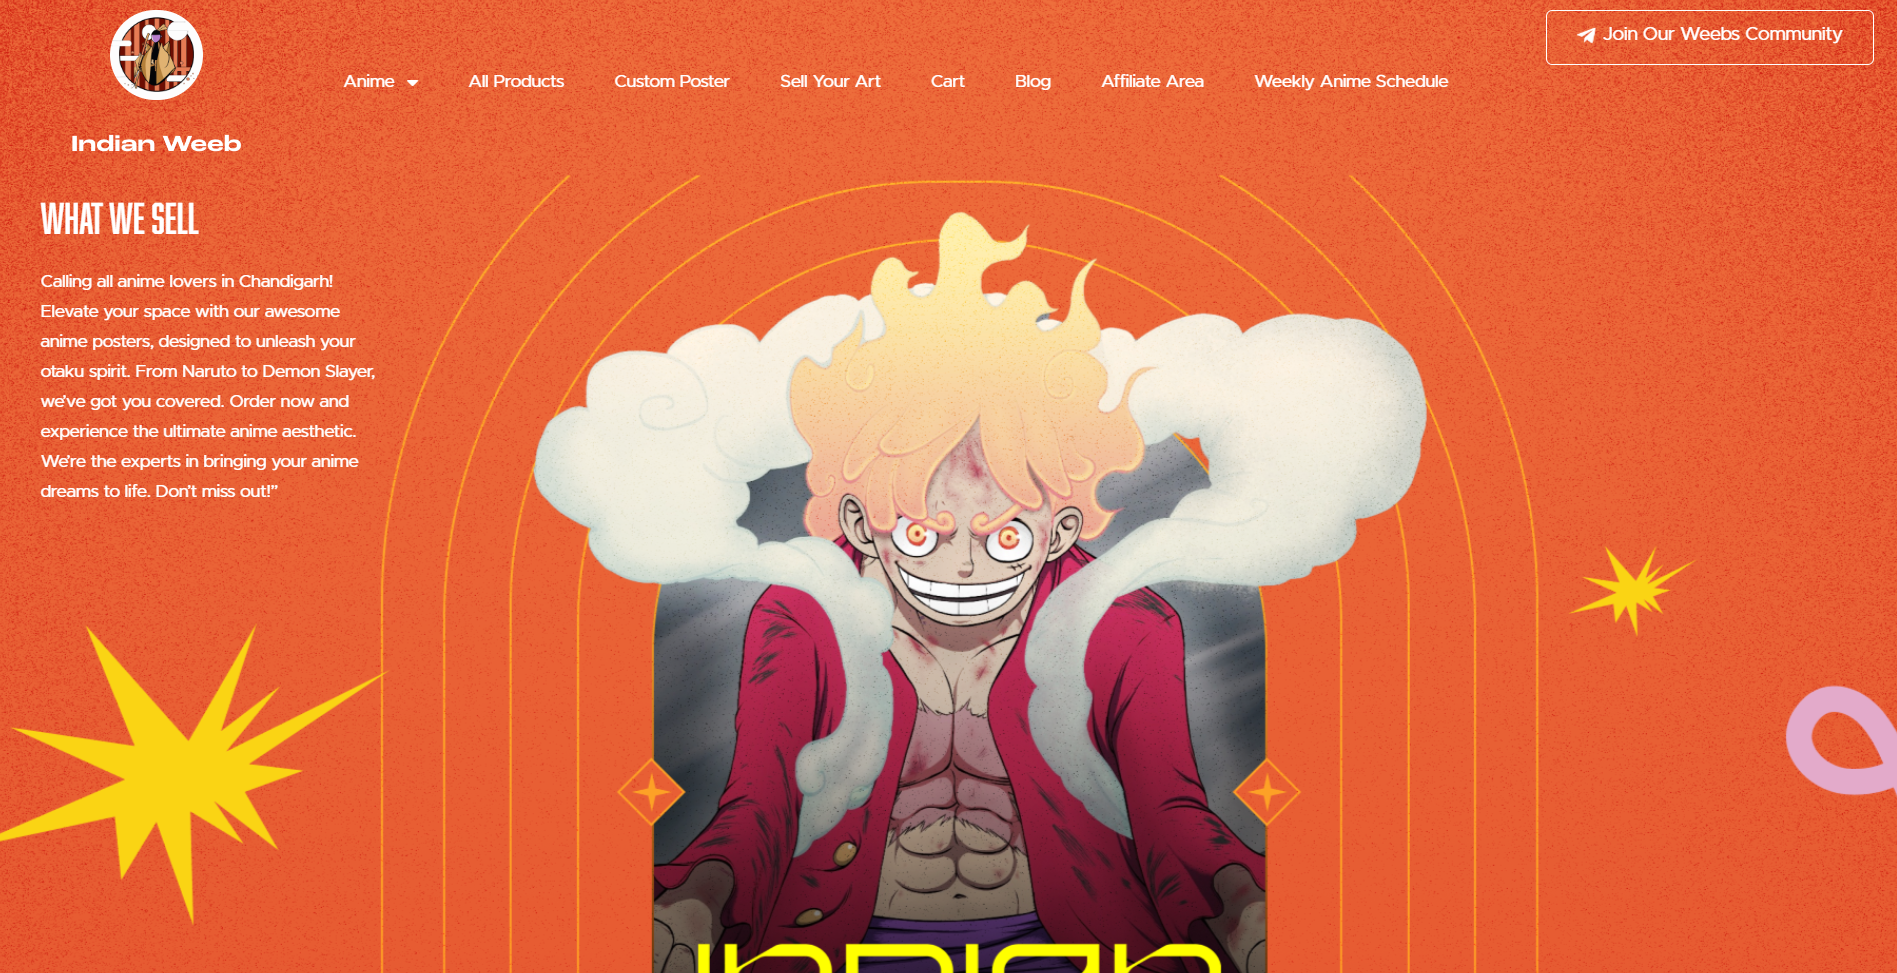 Join Our Weebs Community
Anime
All Products
Custom Poster
Sell Your Art
Cart
Blog
Affiliate Area
Weekly Anime Schedule
Indian Weeb
WHAT WE SELL
Calling all anime lovers in Chandigarh!
Elevate your space with our awesome
anime posters, designed to unleash your
otaku spirit. From Naruto to Demon Slayer,
we've got you covered. Order now and
experience the ultimate anime aesthetic.
We're the experts in bringing your anime
dreams to life. Don't miss out!”
INDIAN